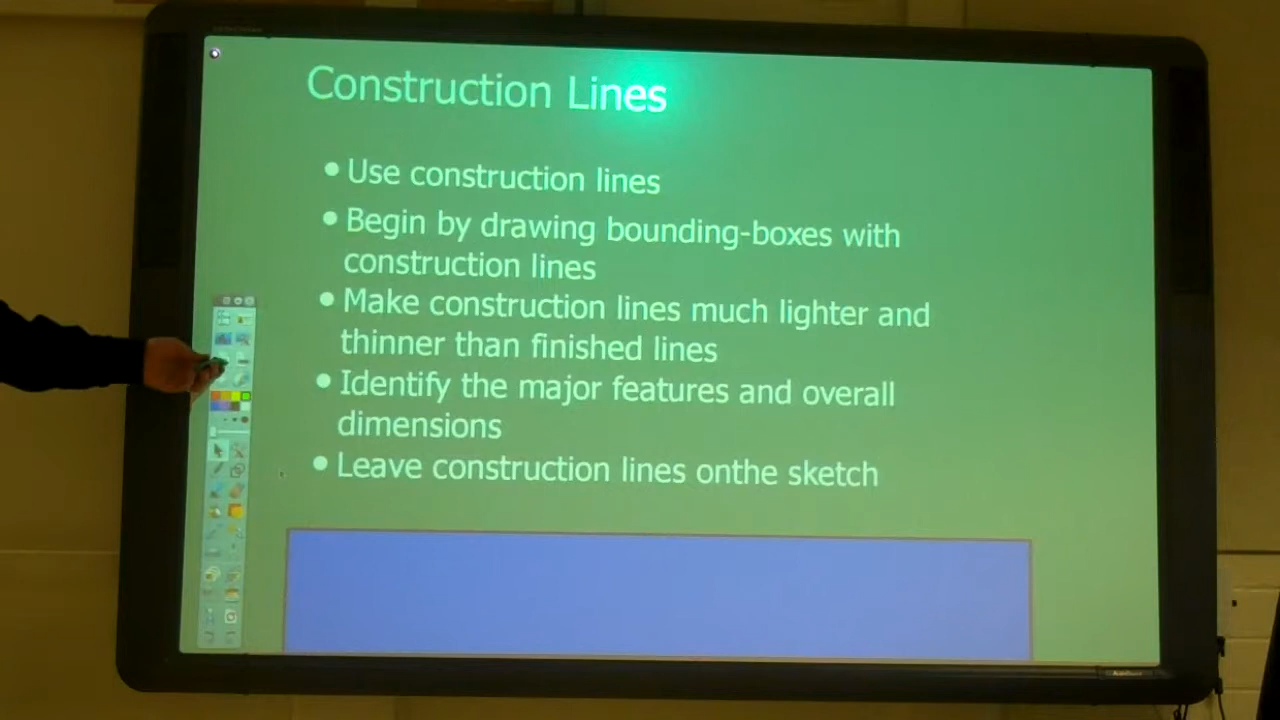 Construction Lines
• Use construction lines
• Begin by drawing bounding-boxes with
construction lines
• Make construction lines much lighter and
thinner than finished lines
• Identify the major features and overall
dimensions
• Leave construction lines onthe sketch